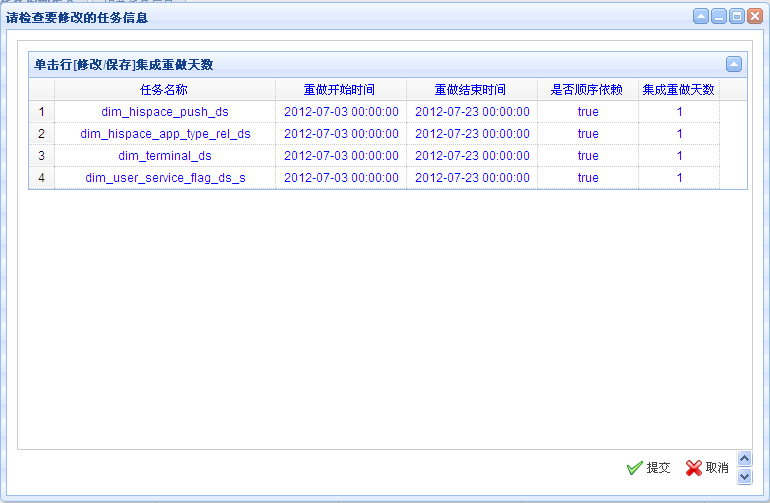 请检查要修改的任务信息
单击行[修改/保存]集成重做天数
任务名称 重做开始时间 重做结束时间 是否顺序依赖 集成重做天数
1 dim_hispace_push_ds 2012-07-03 00:00:00 2012-07-23 00:00:00 true 1
2 dim_hispace_app_type_rel_ds 2012-07-03 00:00:00 2012-07-23 00:00:00 true 1
3 dim_terminal_ds 2012-07-03 00:00:00 2012-07-23 00:00:00 true 1
4 dim_user_service_flag_ds_s 2012-07-03 00:00:00 2012-07-23 00:00:00 true 1
提交 取消